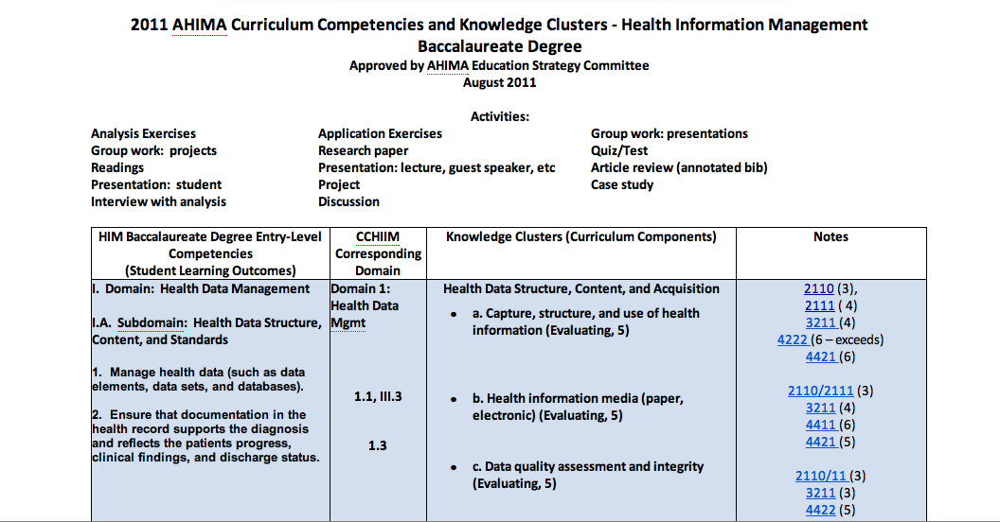 2011 AHIMA Curriculum Competencies and Knowledge Clusters - Health Information Management
Baccalaureate Degree
Approved by AHIMA Education Strategy Committee
August 2011
Activities:
Analysis Exercises
Group work: projects
Readings
Presentation: student
Interview with analysis
Application Exercises
Research paper
Presentation: lecture, guest speaker, etc
Project
Discussion
Group work: presentations
Quiz/Test
Article review (annotated bib)
Case study
HIM Baccalaureate Degree Entry-Level
Competencies
(Student Learning Outcomes)
CCHIIM
Corresponding
Domain
Knowledge Clusters (Curriculum Components)
Notes
I. Domain: Health Data Management
I.A. Subdomain: Health Data Structure,
Content, and Standards
1. Manage health data (such as data
elements, data sets, and databases).
2. Ensure that documentation in the
health record supports the diagnosis
and reflects the patients progress,
clinical findings, and discharge status.
Domain 1:
Health Data
Mgmt
1.1, III.3
1.3
Health Data Structure, Content, and Acquisition
• a. Capture, structure, and use of health
information (Evaluating, 5)
• b. Health information media (paper,
electronic) (Evaluating, 5)
• c. Data quality assessment and integrity
(Evaluating, 5)
2110 (3),
2111 ( 4)
3211 (4)
4222 (6 – exceeds)
4421 (6)
2110/2111 (3)
3211 (4)
4411 (6)
4421 (5)
2110/11 (3)
3211 (3)
4422 (5)